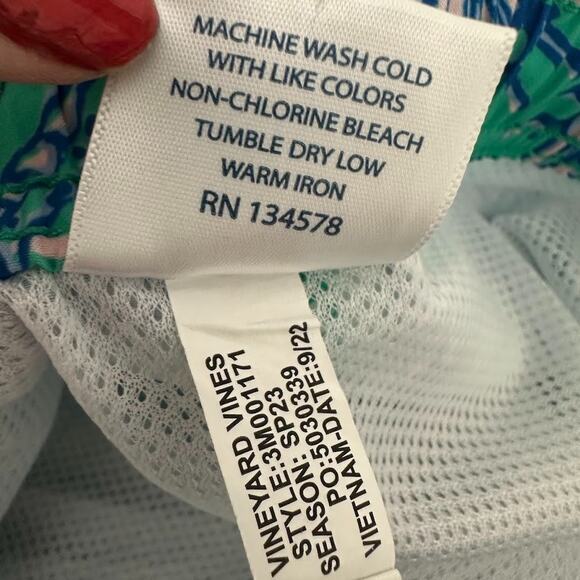 MACHINE WASH COLD
WITH LIKE COLORS
NON-CHLORINE BLEACH
TUMBLE DRY LOW
WARM IRON
RN 134578
VINEYARD VINES
STYLE:3M001171
SEASON: SP23
PO:5030339
VIETNAM-DATE:9/22